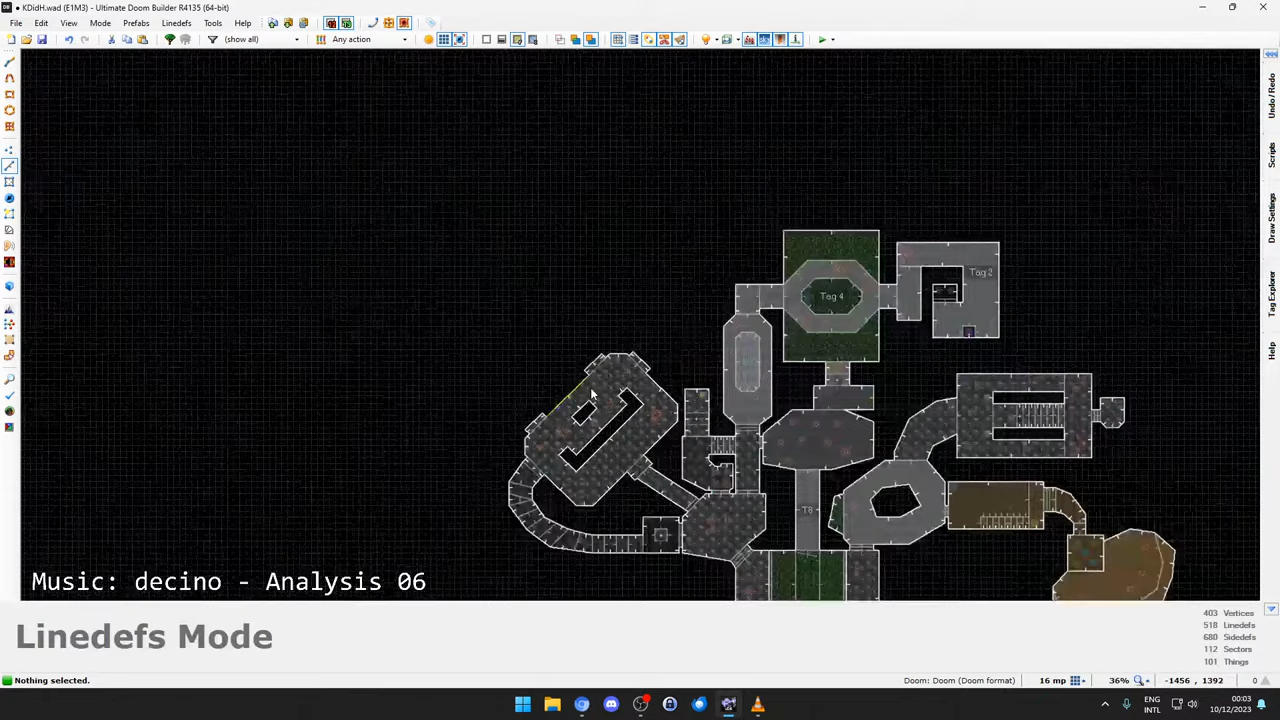 KDidH.wad (E1M3) - Ultimate Doom Builder R4135 (64-bit)
File Edit View Mode Prefabs Linedefs Tools Help
(show all) Any action
Undo / Redo
Scripts
Draw Settings
Tag Explorer
Help
Tag 2
Tag 4
T8
Music: decino - Analysis 06
Linedefs Mode
403 Vertices
518 Linedefs
680 Sidedefs
112 Sectors
101 Things
Nothing selected.
Doom: Doom (Doom format) 16 mp 36% -1456 , 1392 0
ENG
INTL
00:03
10/12/2023